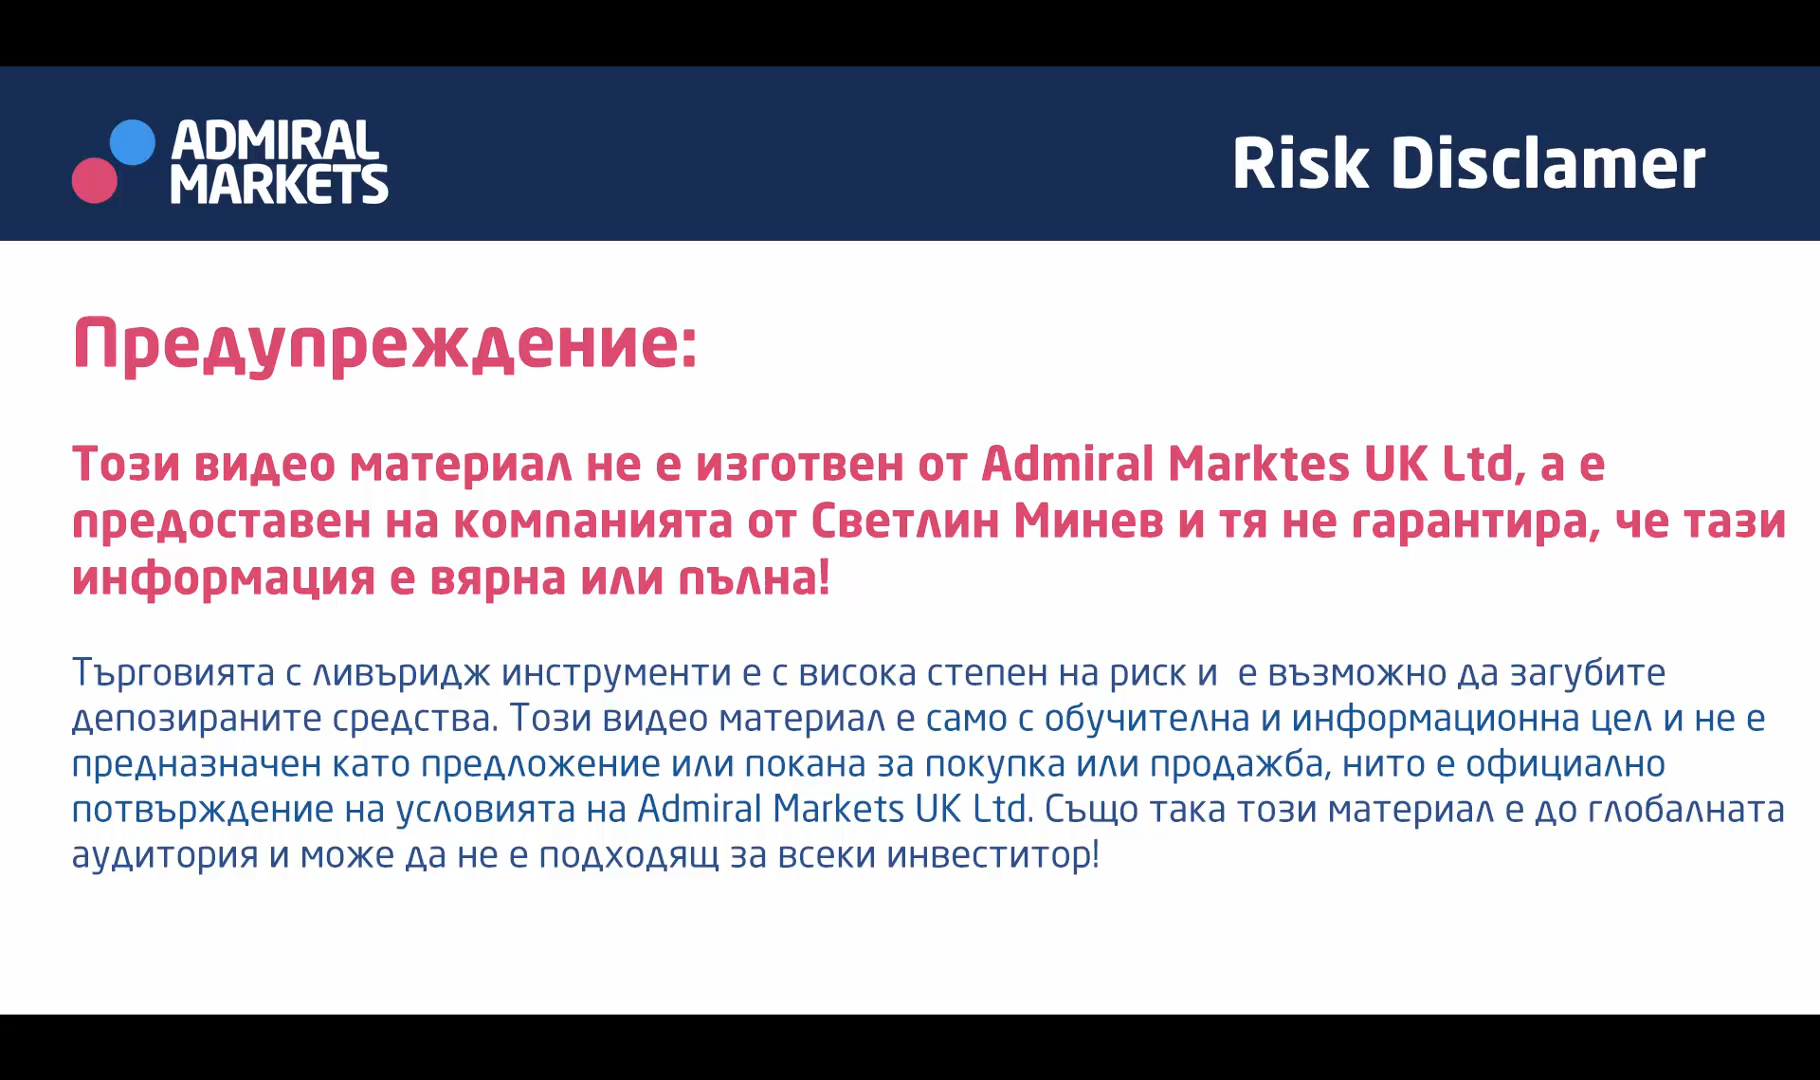 ADMIRAL
MARKETS
Risk Disclamer
Предупреждение:
Този видео материал не е изготвен от Admiral Marktes UK Ltd, а е
предоставен на компанията от Светлин Минев и тя не гарантира, че тази
информация е вярна или пълна!
Търговията с ливъридж инструменти е с висока степен на риск и  е възможно да загубите
депозираните средства. Този видео материал е само с обучителна и информационна цел и не е
предназначен като предложение или покана за покупка или продажба, нито е официално
потвърждение на условията на Admiral Markets UK Ltd. Също така този материал е до глобалната
аудитория и може да не е подходящ за всеки инвеститор!